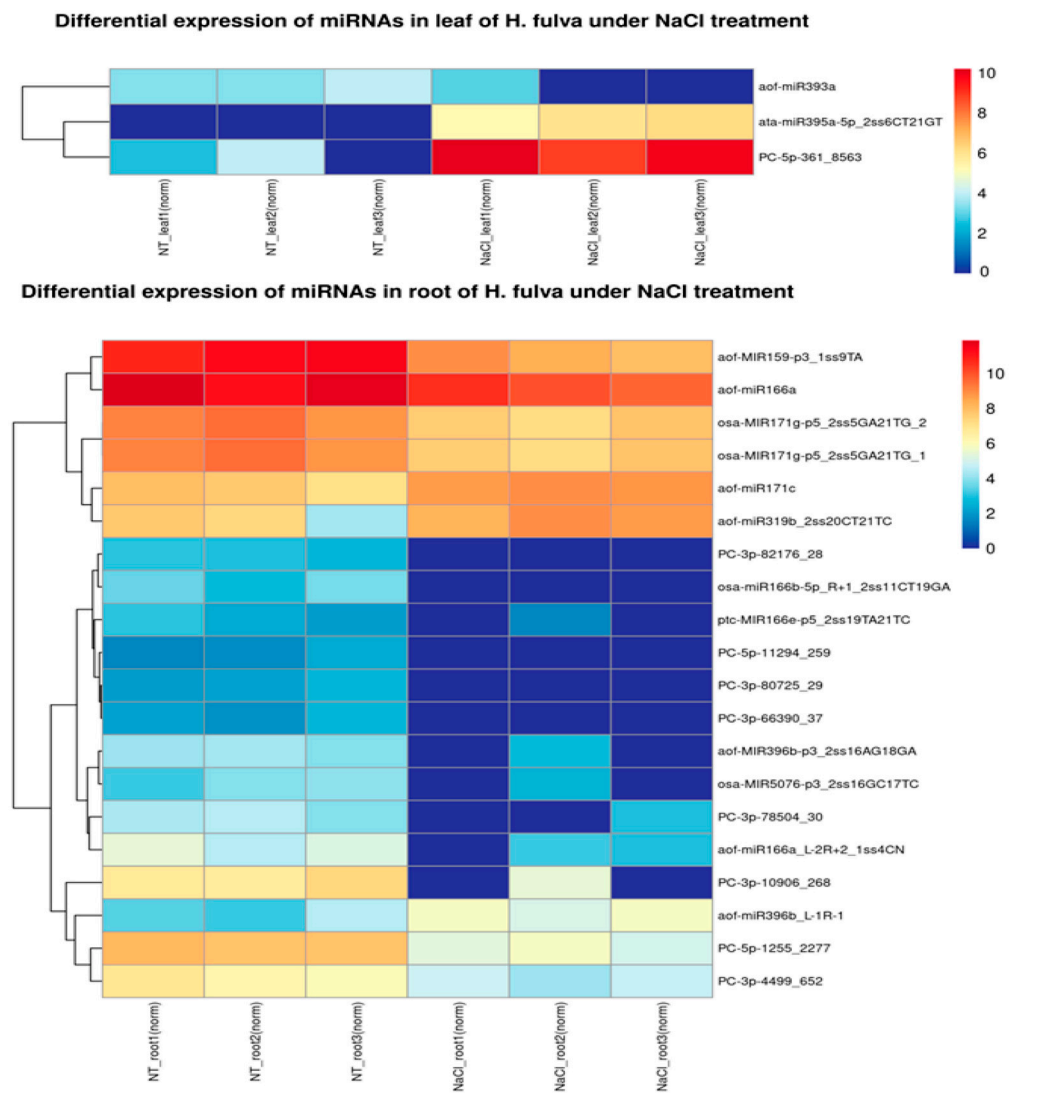 Differential expression of miRNAs in leaf of H. fulva under NaCl treatment
aof-miR393a
ata-miR395a-5p_2ss6CT21GT
PC-5p-361_8563
10
8
6
4
2
0
NT_leaf1(norm)
NT_leaf2(norm)
NT_leaf3(norm)
NaCl_leaf1(norm)
NaCl_leaf2(norm)
NaCl_leaf3(norm)
Differential expression of miRNAs in root of H. fulva under NaCl treatment
aof-MIR159-p3_1ss9TA
aof-miR166a
osa-MIR171g-p5_2ss5GA21TG_2
osa-MIR171g-p5_2ss5GA21TG_1
aof-miR171c
aof-miR319b_2ss20CT21TC
PC-3p-82176_28
osa-miR166b-5p_R+1_2ss11CT19GA
ptc-MIR166e-p5_2ss19TA21TC
PC-5p-11294_259
PC-3p-80725_29
PC-3p-66390_37
aof-MIR396b-p3_2ss16AG18GA
osa-MIR5076-p3_2ss16GC17TC
PC-3p-78504_30
aof-miR166a_L-2R+2_1ss4CN
PC-3p-10906_268
aof-miR396b_L-1R-1
PC-5p-1255_2277
PC-3p-4499_652
10
8
6
4
2
0
NT_root1(norm)
NT_root2(norm)
NT_root3(norm)
NaCl_root1(norm)
NaCl_root2(norm)
NaCl_root3(norm)